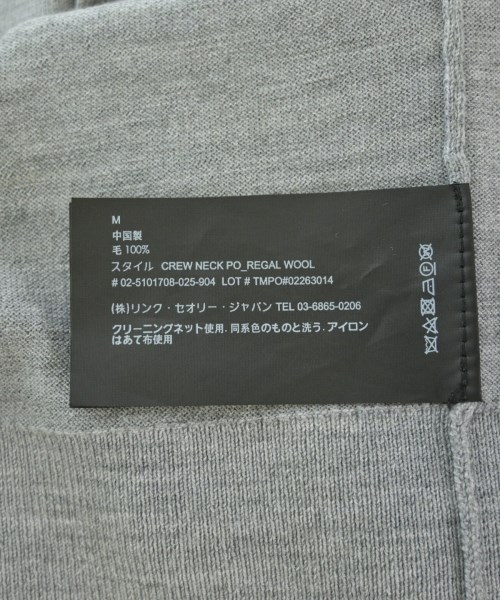 M
中国製
毛 100%
スタイル CREW NECK PO_REGAL WOOL
# 02-5101708-025-904 LOT # TMPO#02263014
(株)リンク・セオリー・ジャパン TEL 03-6865-0206
クリーニングネット使用. 同系色のものと洗う. アイロン
はあて布使用